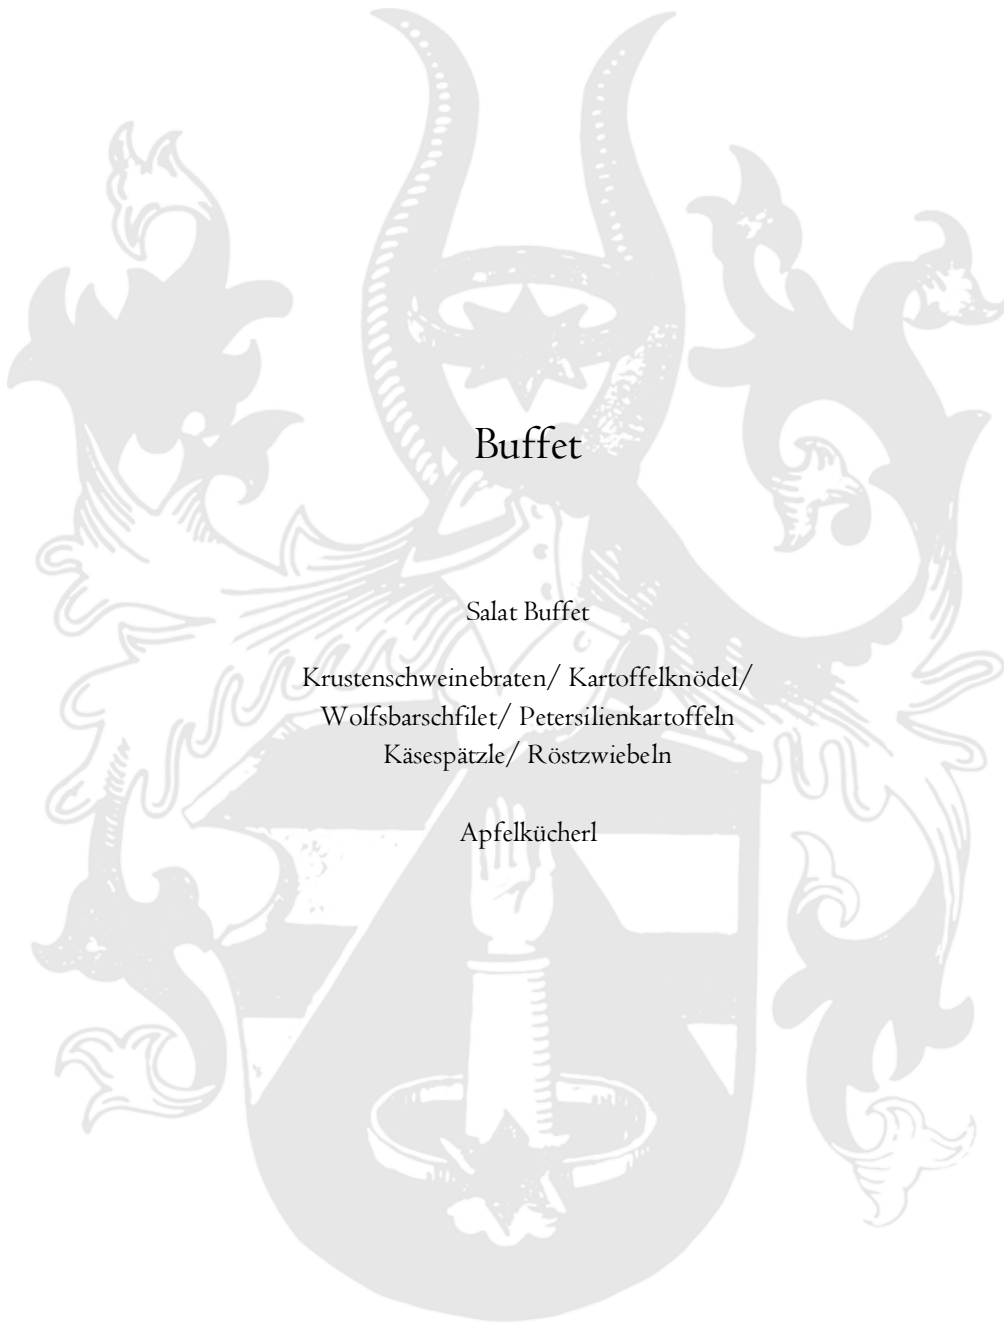 Buffet
Salat Buffet
Krustenschweinebraten/ Kartoffelknödel/
Wolfsbarschfilet/ Petersilienkartoffeln
Käsespätzle/ Röstzwiebeln
Apfelkücherl